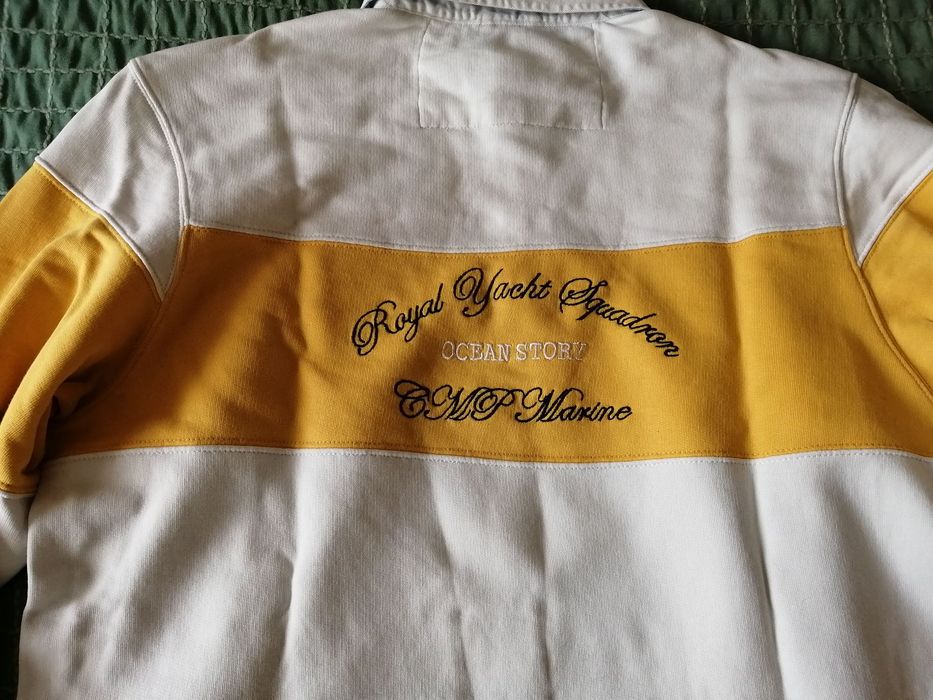 Royal Yacht Squadron
OCEAN STORY
CMP Marine